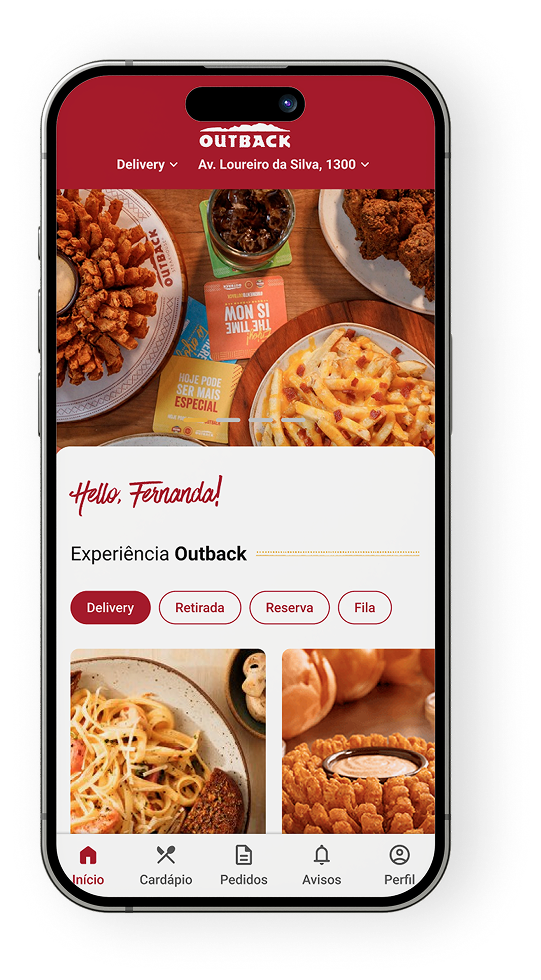 OUTBACK
Delivery
Av. Loureiro da Silva, 1300
OUTBACK
THE TIME
IS NOW
HOJE PODE
SER MAIS
ESPECIAL
Hello, Fernanda!
Experiência Outback
Delivery
Retirada
Reserva
Fila
Início
Cardápio
Pedidos
Avisos
Perfil